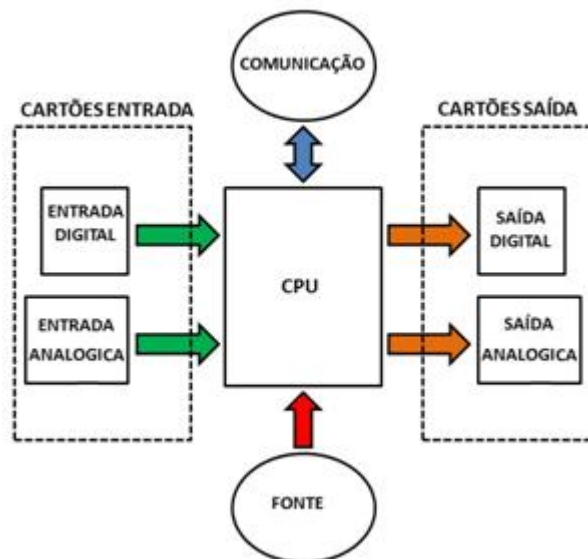 COMUNICAÇÃO
CARTÕES ENTRADA
CARTÕES SAÍDA
ENTRADA
DIGITAL
SAÍDA
DIGITAL
CPU
ENTRADA
ANALOGICA
SAÍDA
ANALOGICA
FONTE